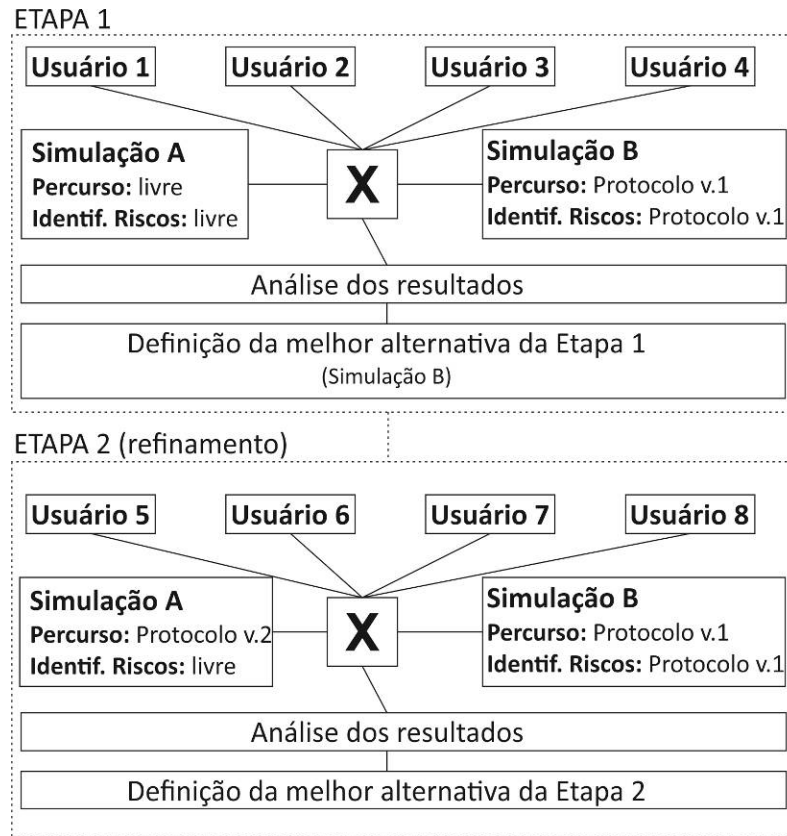 ETAPA 1
Usuário 1
Usuário 2
Usuário 3
Usuário 4
Simulação A
Percurso: livre
Identif. Riscos: livre
X
Simulação B
Percurso: Protocolo v.1
Identif. Riscos: Protocolo v.1
Análise dos resultados
Definição da melhor alternativa da Etapa 1
(Simulação B)
ETAPA 2 (refinamento)
Usuário 5
Usuário 6
Usuário 7
Usuário 8
Simulação A
Percurso: Protocolo v.2
Identif. Riscos: livre
X
Simulação B
Percurso: Protocolo v.1
Identif. Riscos: Protocolo v.1
Análise dos resultados
Definição da melhor alternativa da Etapa 2